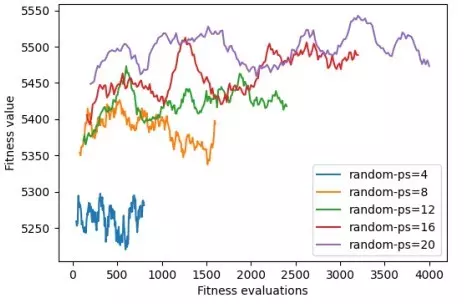 5550
5500
5450
5400
5350
5300
5250
Fitness value
0
500
1000
1500
2000
2500
3000
3500
4000
Fitness evaluations
random-ps=4
random-ps=8
random-ps=12
random-ps=16
random-ps=20